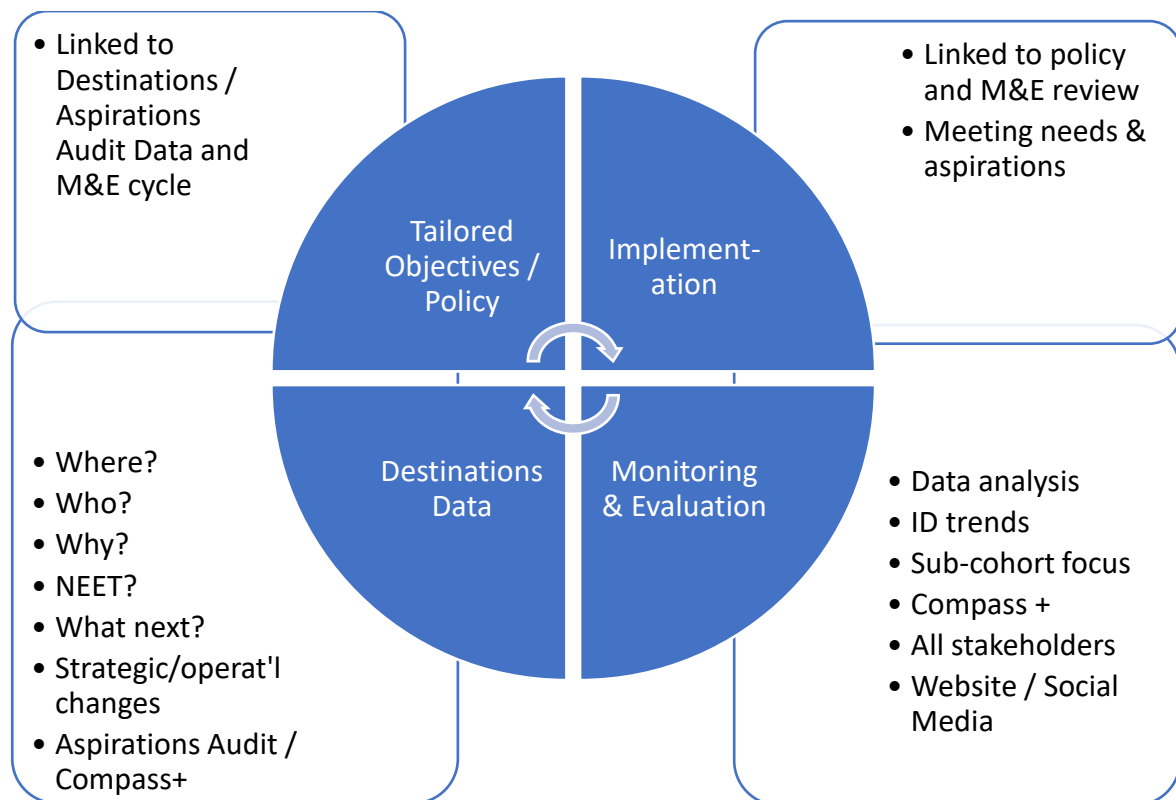 • Linked to
Destinations /
Aspirations
Audit Data and
M&E cycle
• Linked to policy
and M&E review
• Meeting needs &
aspirations
Tailored
Objectives /
Policy
Implement-
ation
Destinations
Data
Monitoring
& Evaluation
• Where?
• Who?
• Why?
• NEET?
• What next?
• Strategic/operat'l
changes
• Aspirations Audit /
Compass+
• Data analysis
• ID trends
• Sub-cohort focus
• Compass +
• All stakeholders
• Website / Social
Media